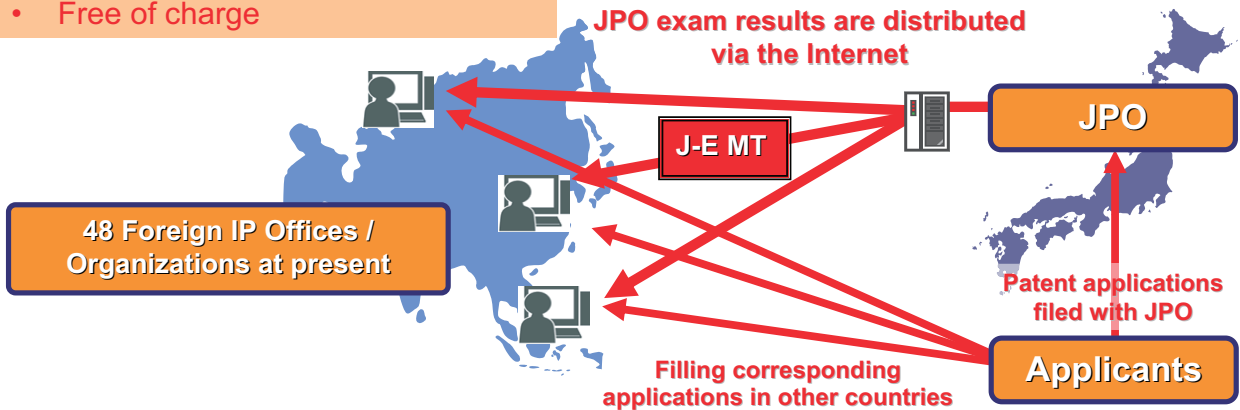 • Free of charge
JPO exam results are distributed
via the Internet
JPO
J-E MT
48 Foreign IP Offices /
Organizations at present
Patent applications
filed with JPO
Applicants
Filling corresponding
applications in other countries